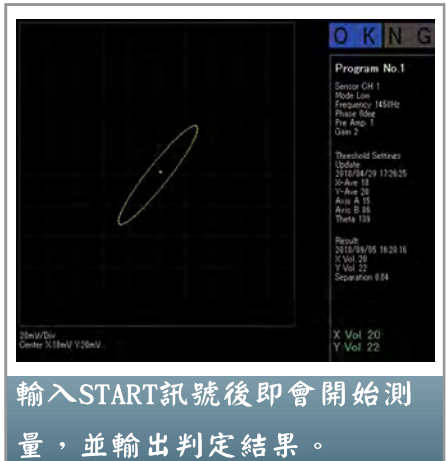 OK NG
Program No.1
Sensor CH 1
Mode Low
Frequency 1450Hz
Phase 0deg
Pre Amp. 1
Gain 2
Threshold Settings
Update
2018/04/20 17:26:25
X-Ave 18
Y-Ave 20
Axis A 15
Axis B 86
Theta 139
Result
2018/09/05 16:20:16
X Vol. 20
Y Vol. 22
Separation 0.04
20mV/Div
Center X:18mV Y:20mV
X Vol. 20
Y Vol. 22
輸入START訊號後即會開始測
量，並輸出判定結果。